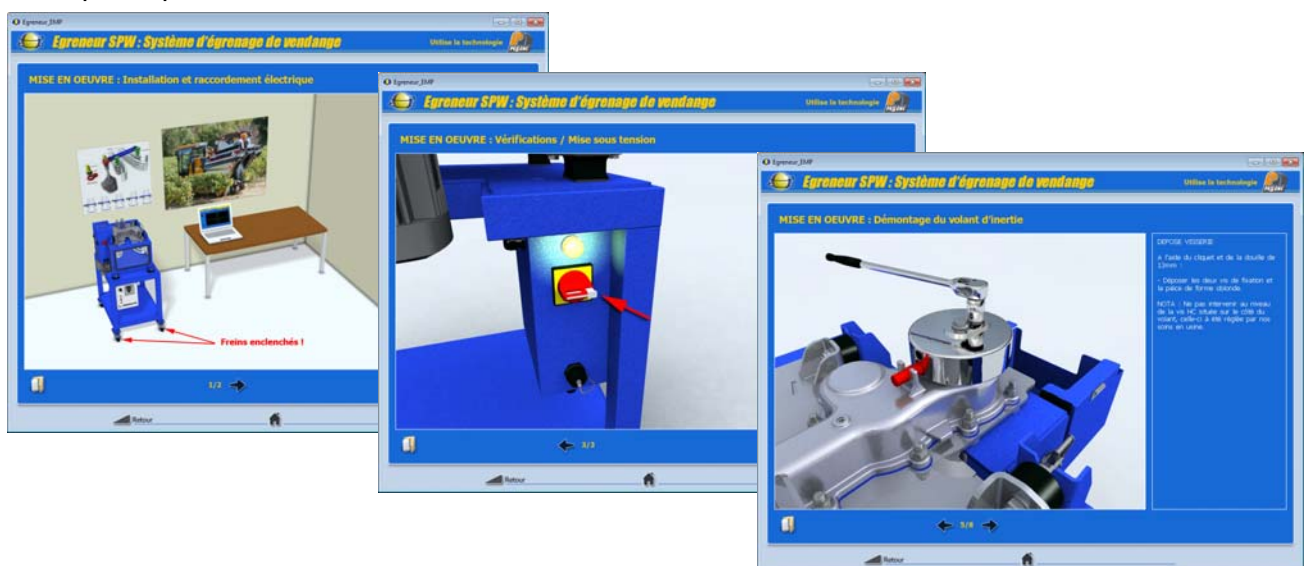 Egreneur_EMP
Egreneur SPW : Système d'égrenage de vendange
Utilise la technologie
PELLENC
MISE EN OEUVRE : Installation et raccordement électrique
Freins enclenchés !
1/2
Retour
Egreneur_EMP
Egreneur SPW : Système d'égrenage de vendange
Utilise la technologie
PELLENC
MISE EN OEUVRE : Vérifications / Mise sous tension
3/3
Retour
Egreneur_EMP
Egreneur SPW : Système d'égrenage de vendange
Utilise la technologie
PELLENC
MISE EN OEUVRE : Démontage du volant d'inertie
DEPOSE VISSERIE
A l'aide du cliquet et de la douille de
13mm :
- Déposer les deux vis de fixation et
la pièce de forme oblonde.
NOTA : Ne pas intervenir au niveau
de la vis HC située sur le côté du
volant, celle-ci à été réglée par nos
soins en usine.
5/8
Retour